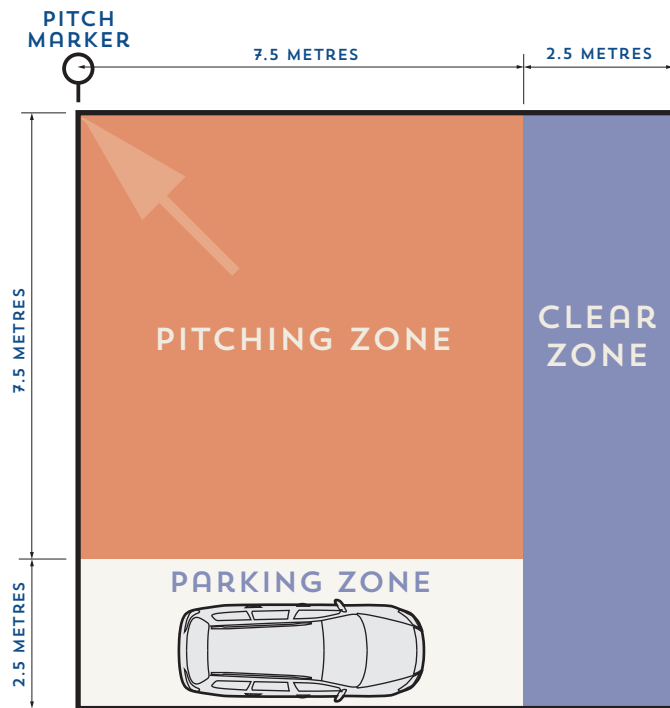 PITCH
MARKER
7.5 METRES
2.5 METRES
7.5 METRES
PITCHING ZONE
CLEAR
ZONE
PARKING ZONE
2.5 METRES